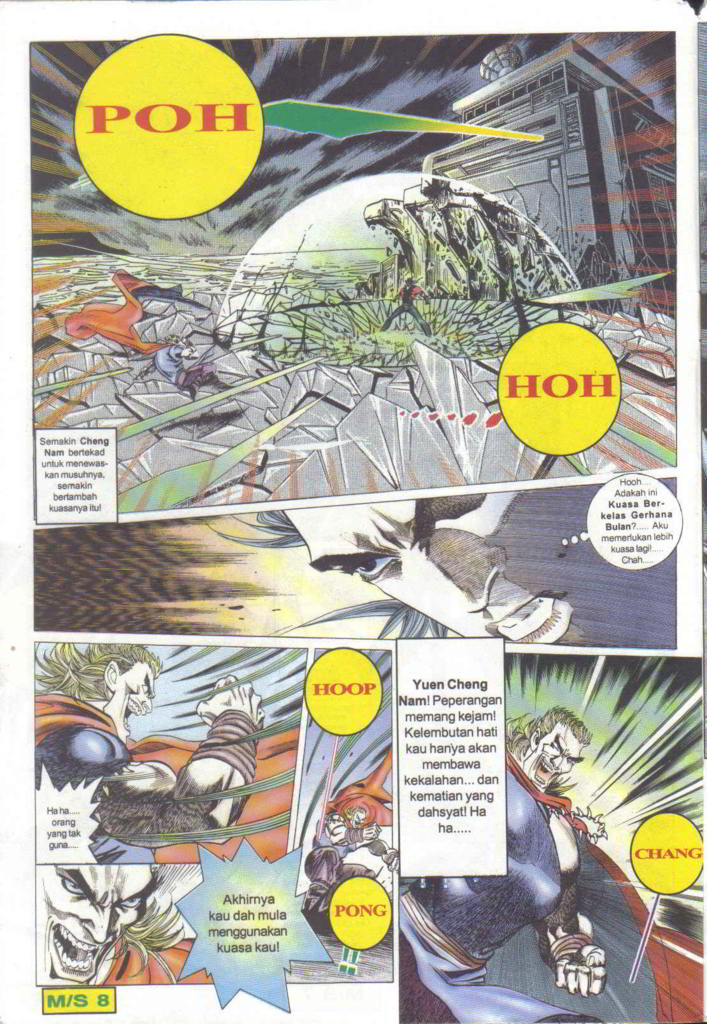 POH
HOH
Semakin Cheng
Nam bertekad
untuk menewas-
kan musuhnya,
semakin
bertambah
kuasanya itu!
Hooh....
Adakah ini
Kuasa Ber-
kelas Gerhana
Bulan?..... Aku
memerlukan lebih
kuasa lagi!.....
Chah.....
HOOP
Ha ha.....
orang
yang tak
guna.....
Yuen Cheng
Nam! Peperangan
memang kejam!
Kelembutan hati
kau hanya akan
membawa
kekalahan... dan
kematian yang
dahsyat! Ha
ha.....
CHANG
Akhirnya
kau dah mula
menggunakan
kuasa kau!
PONG
M/S 8